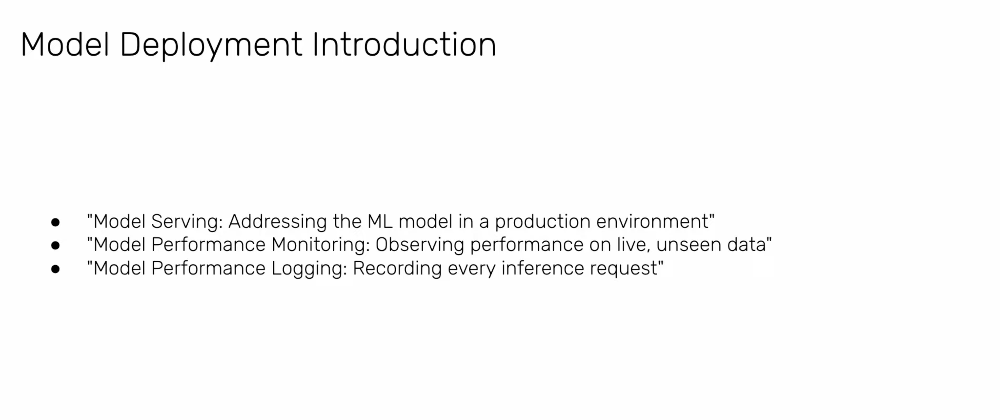 Model Deployment Introduction
● "Model Serving: Addressing the ML model in a production environment"
● "Model Performance Monitoring: Observing performance on live, unseen data"
● "Model Performance Logging: Recording every inference request"